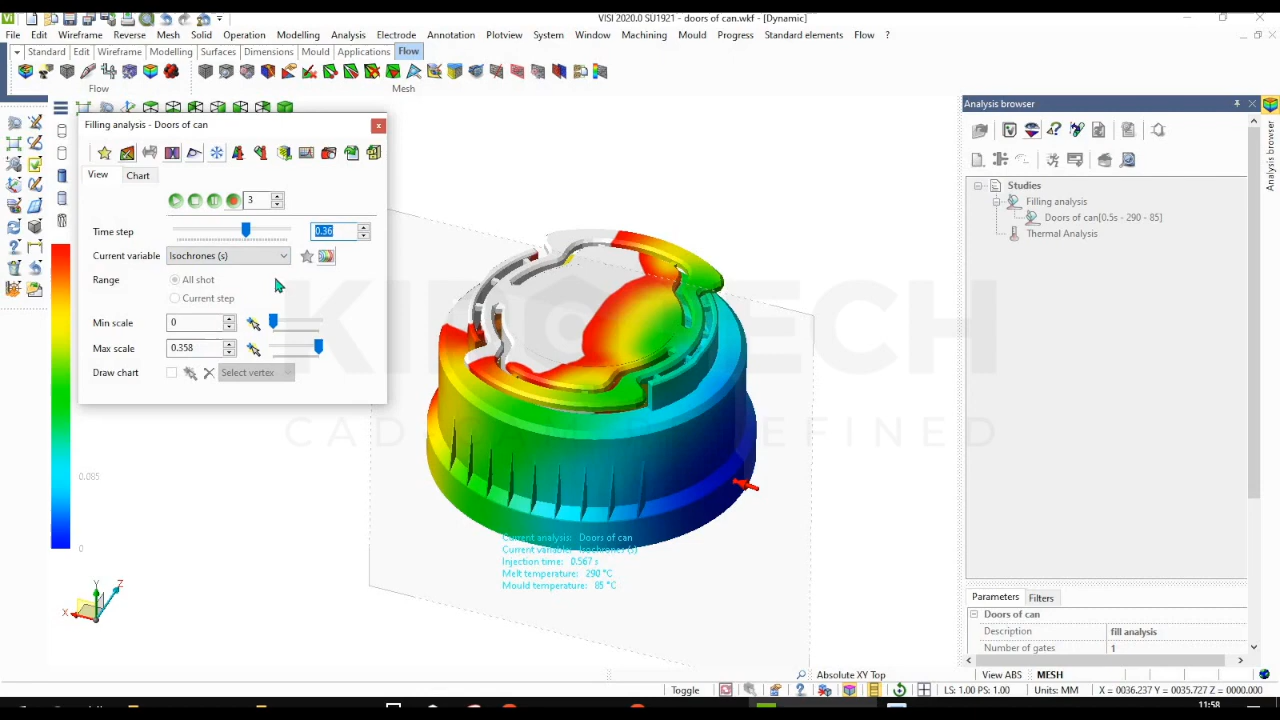 VISI 2020.0 SU1921 - doors of can.wkf - [Dynamic]
File Edit Wireframe Reverse Mesh Solid Operation Modelling Analysis Electrode Annotation Plotview System Window Machining Mould Progress Standard elements Flow ?
Standard Edit Wireframe Modelling Surfaces Dimensions Mould Applications Flow
Flow Mesh
Filling analysis - Doors of can
View Chart
3
Time step 0.36
Current variable Isochrones (s)
Range All shot
Current step
Min scale 0
Max scale 0.358
Draw chart Select vertex
0.085
0
Current analysis: Doors of can
Current variable: Isochrones (s)
Injection time: 0.567 s
Melt temperature: 290 °C
Mould temperature: 85 °C
X Y Z
Analysis browser
Analysis browser
Studies
Filling analysis
Doors of can[0.5s - 290 - 85]
Thermal Analysis
Parameters Filters
Doors of can
Description fill analysis
Number of gates 1
Absolute XY Top View ABS MESH
Toggle LS: 1.00 PS: 1.00 Units: MM X = 0036.237 Y = 0035.727 Z = 0000.000
11:58